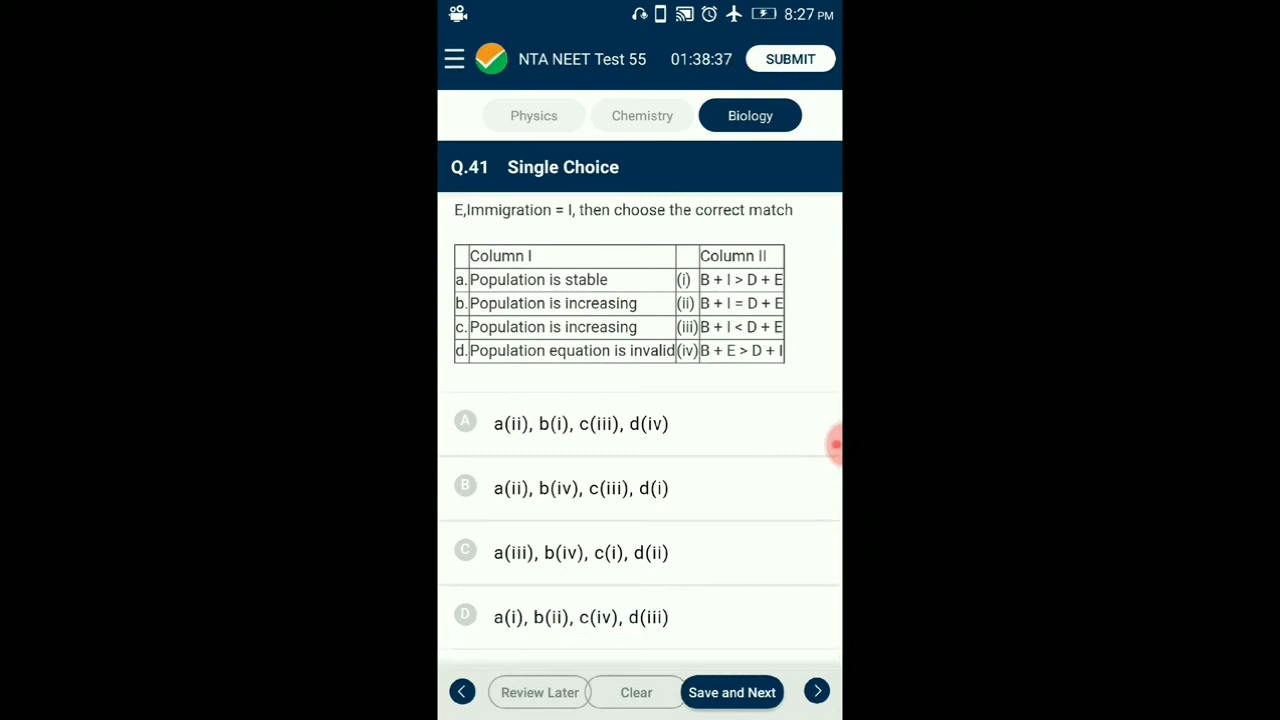 8:27 PM
NTA NEET Test 55 01:38:37 SUBMIT
Physics Chemistry Biology
Q.41 Single Choice
E,Immigration = I, then choose the correct match
Column I Column II
a. Population is stable (i) B + I > D + E
b. Population is increasing (ii) B + I = D + E
c. Population is increasing (iii) B + I < D + E
d. Population equation is invalid (iv) B + E > D + I
A a(ii), b(i), c(iii), d(iv)
B a(ii), b(iv), c(iii), d(i)
C a(iii), b(iv), c(i), d(ii)
D a(i), b(ii), c(iv), d(iii)
Review Later Clear Save and Next